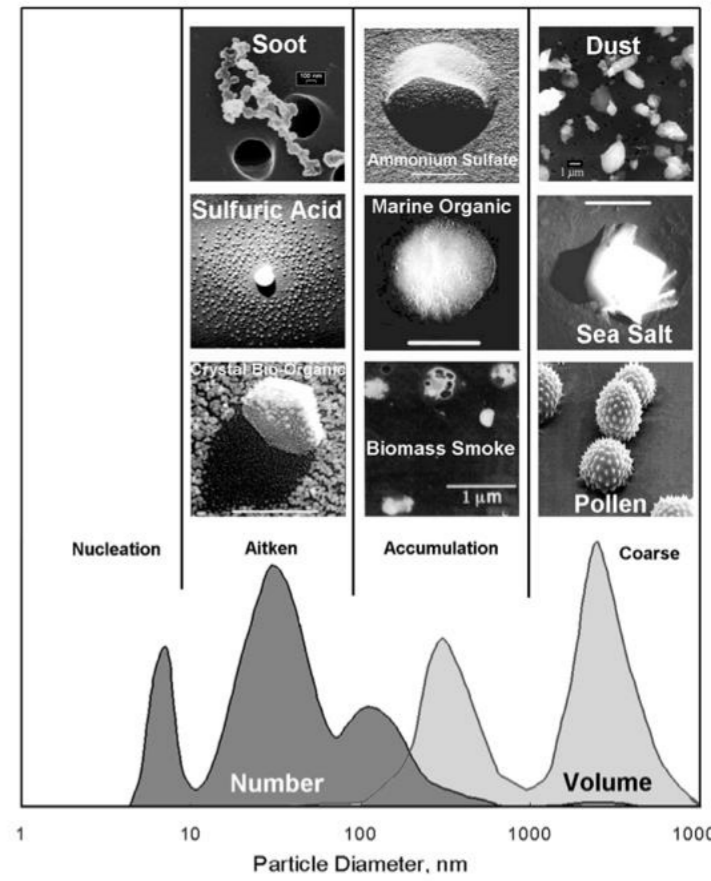 Soot
100 nm
Ammonium Sulfate
Dust
1 μm
Sulfuric Acid
Marine Organic
Sea Salt
Crystal Bio-Organic
Biomass Smoke
1 μm
Pollen
Nucleation
Aitken
Accumulation
Coarse
Number
Volume
1
10
100
1000
1000
Particle Diameter, nm